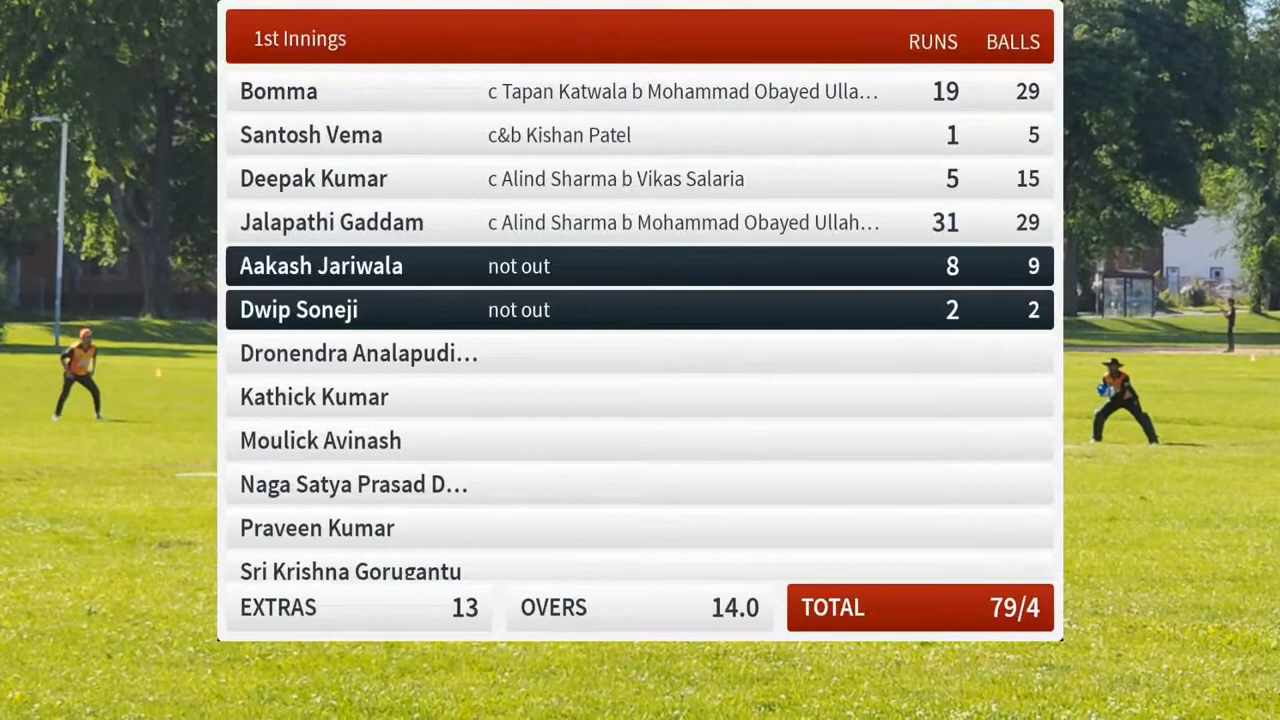 1st Innings RUNS BALLS
Bomma c Tapan Katwala b Mohammad Obayed Ulla… 19 29
Santosh Vema c&b Kishan Patel 1 5
Deepak Kumar c Alind Sharma b Vikas Salaria 5 15
Jalapathi Gaddam c Alind Sharma b Mohammad Obayed Ullah… 31 29
Aakash Jariwala not out 8 9
Dwip Soneji not out 2 2
Dronendra Analapudi…
Kathick Kumar
Moulick Avinash
Naga Satya Prasad D…
Praveen Kumar
Sri Krishna Gorugantu
EXTRAS 13 OVERS 14.0 TOTAL 79/4